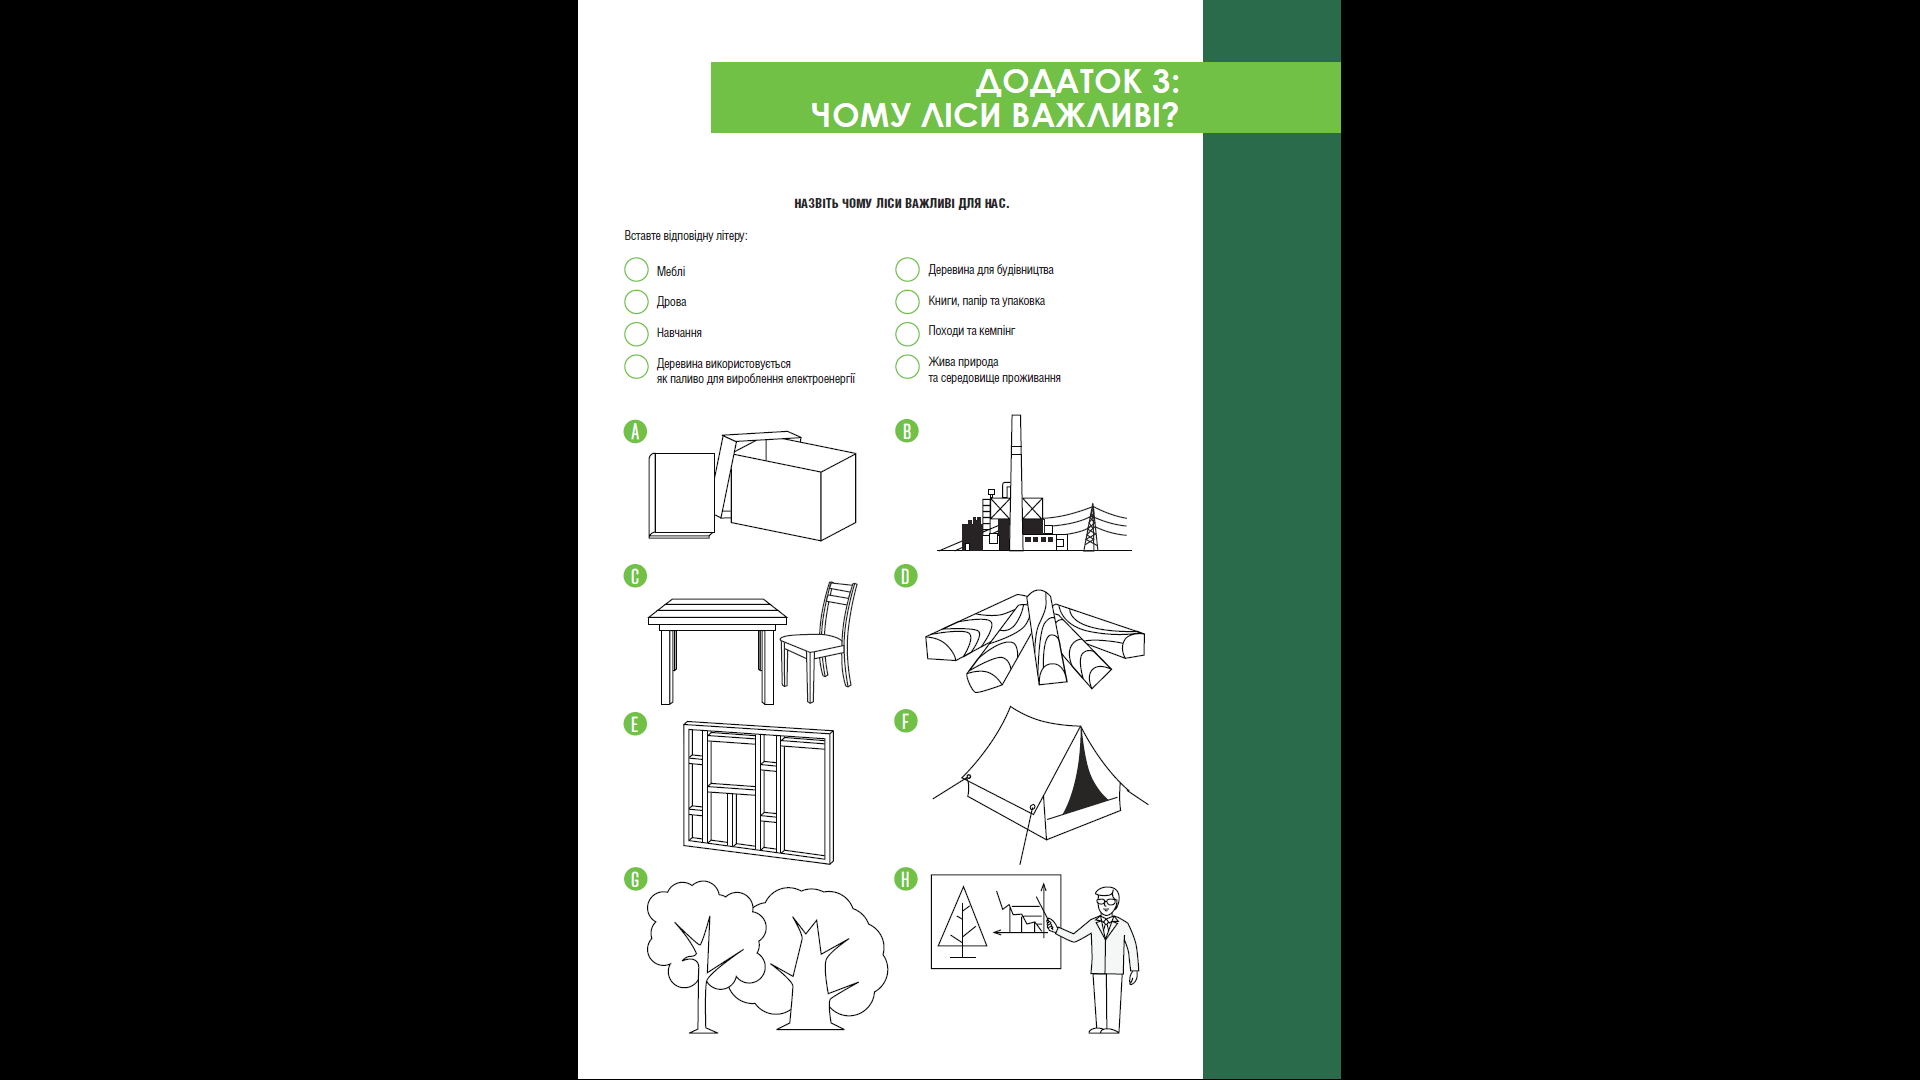 ДОДАТОК 3:
ЧОМУ ЛІСИ ВАЖЛИВІ?
НАЗВІТЬ ЧОМУ ЛІСИ ВАЖЛИВІ ДЛЯ НАС.
Вставте відповідну літеру:
Меблі
Дрова
Навчання
Деревина використовується
як паливо для вироблення електроенергії
Деревина для будівництва
Книги, папір та упаковка
Походи та кемпінг
Жива природа
та середовище проживання
A
B
C
D
E
F
G
H